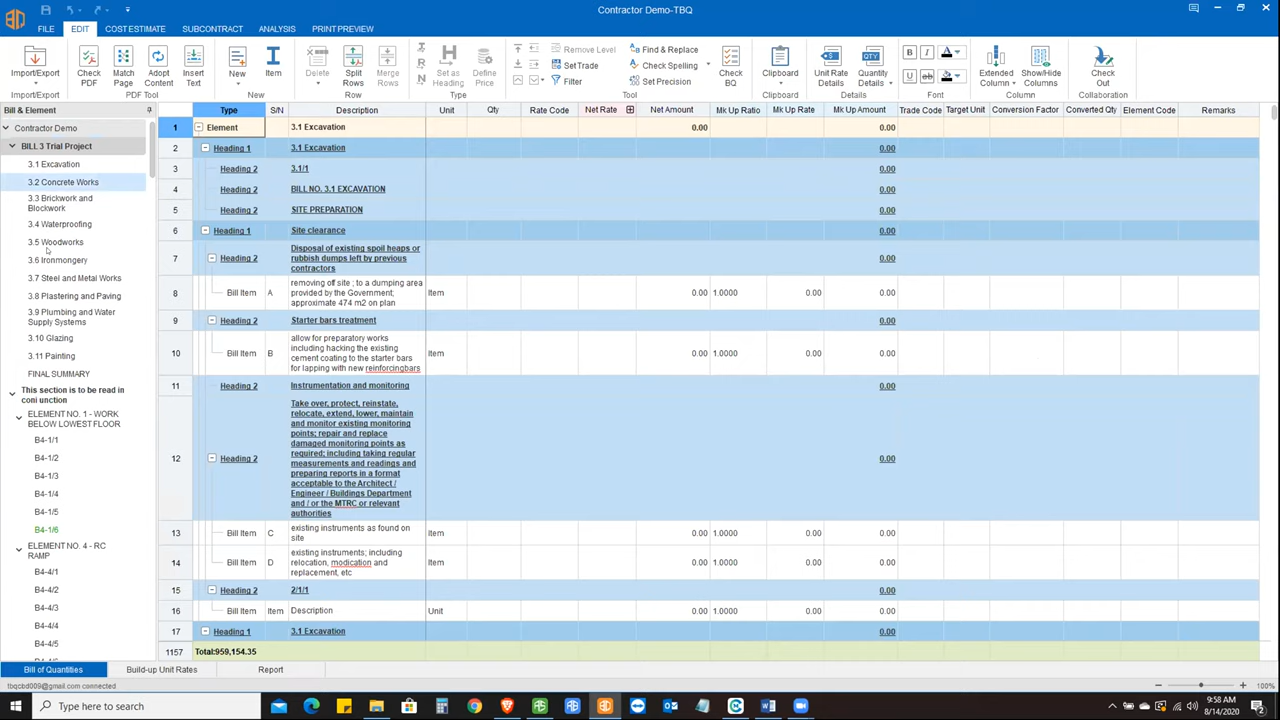 Contractor Demo-TBQ
FILE EDIT COST ESTIMATE SUBCONTRACT ANALYSIS PRINT PREVIEW
Import/Export Check PDF Match Page Adopt Content Insert Text New Item Delete Split Rows Merge Rows Set as Heading Define Price Remove Level Set Trade Filter Find & Replace Check Spelling Set Precision Check BQ Clipboard Unit Rate Details Quantity Details B I A U ab Extended Column Show/Hide Columns Check Out
PDF Tool New Row Tool Clipboard Details Font Column Collaboration
Bill & Element
Contractor Demo
BILL 3 Trial Project
3.1 Excavation
3.2 Concrete Works
3.3 Brickwork and
Blockwork
3.4 Waterproofing
3.5 Woodworks
3.6 Ironmongery
3.7 Steel and Metal Works
3.8 Plastering and Paving
3.9 Plumbing and Water
Supply Systems
3.10 Glazing
3.11 Painting
FINAL SUMMARY
This section is to be read in
coni unction
ELEMENT NO. 1 - WORK
BELOW LOWEST FLOOR
B4-1/1
B4-1/2
B4-1/3
B4-1/4
B4-1/5
B4-1/6
ELEMENT NO. 4 - RC
RAMP
B4-4/1
B4-4/2
B4-4/3
B4-4/4
B4-4/5
Type S/N Description Unit Qty Rate Code Net Rate Net Amount Mk Up Ratio Mk Up Rate Mk Up Amount Trade Code Target Unit Conversion Factor Converted Qty Element Code Remarks
1 Element 3.1 Excavation 0.00 0.00
2 Heading 1 3.1 Excavation 0.00
3 Heading 2 3.1/1
4 Heading 2 BILL NO. 3.1 EXCAVATION
5 Heading 2 SITE PREPARATION
6 Heading 1 Site clearance 0.00
7 Heading 2 Disposal of existing spoil heaps or 0.00
rubbish dumps left by previous
contractors
8 Bill Item A removing off site ; to a dumping area Item 0.00 1.0000 0.00 0.00
provided by the Government;
approximate 474 m2 on plan
9 Heading 2 Starter bars treatment 0.00
10 Bill Item B allow for preparatory works Item 0.00 1.0000 0.00 0.00
including hacking the existing
cement coating to the starter bars
for lapping with new reinforcingbars
11 Heading 2 Instrumentation and monitoring 0.00
12 Heading 2 Take over, protect, reinstate, 0.00
relocate, extend, lower, maintain
and monitor existing monitoring
points; repair and replace
damaged monitoring points as
required; including taking regular
measurements and readings and
preparing reports in a format
acceptable to the Architect /
Engineer / Buildings Department
and / or the MTRC or relevant
authorities
13 Bill Item C existing instruments as found on Item 0.00 1.0000 0.00 0.00
site
14 Bill Item D existing instruments; including Item 0.00 1.0000 0.00 0.00
relocation, modication and
replacement, etc
15 Heading 2 2/1/1 0.00
16 Bill Item Item Description Unit 0.00 1.0000 0.00 0.00
17 Heading 1 3.1 Excavation 0.00
1157 Total:959,154.35
Bill of Quantities Build-up Unit Rates Report
tbqcbd009@gmail.com connected 100%
Type here to search
9:58 AM
8/14/2020